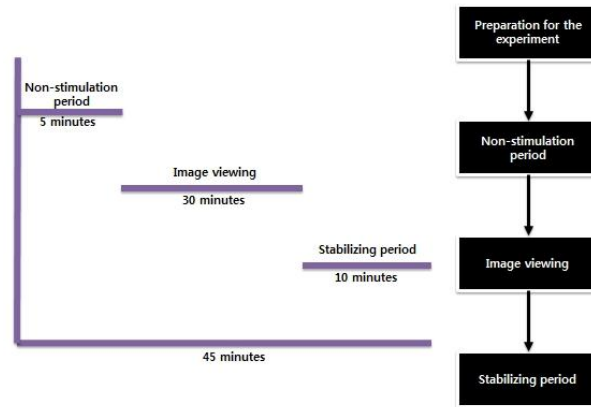 Non-stimulation
period
5 minutes
Image viewing
30 minutes
Stabilizing period
10 minutes
45 minutes
Preparation for the
experiment
Non-stimulation
period
Image viewing
Stabilizing period